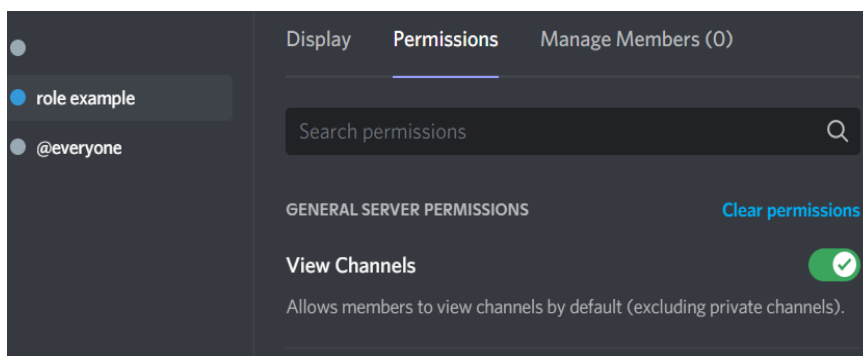 Display Permissions Manage Members (0)
role example
@everyone
Search permissions
GENERAL SERVER PERMISSIONS Clear permissions
View Channels
Allows members to view channels by default (excluding private channels).